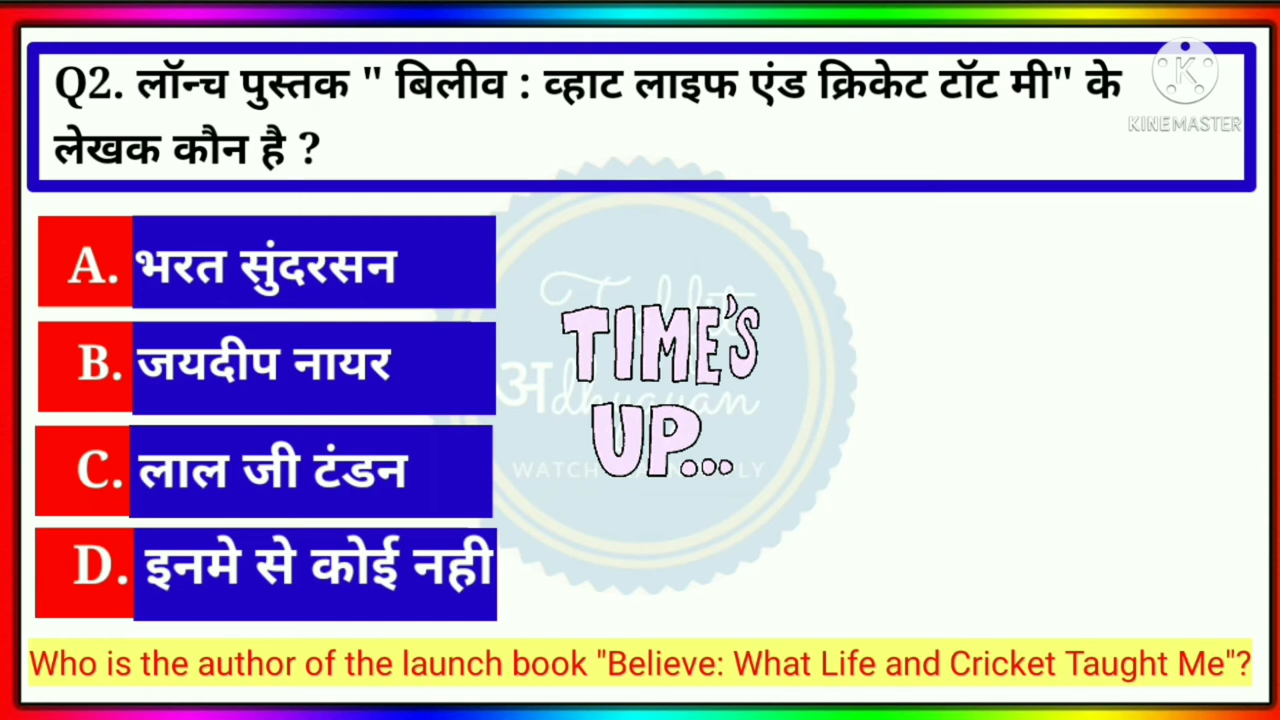 Q2. लॉन्च पुस्तक " बिलीव : व्हाट लाइफ एंड क्रिकेट टॉट मी" के
लेखक कौन है ?
KINEMASTER
A. भरत सुंदरसन
B. जयदीप नायर
C. लाल जी टंडन
D. इनमे से कोई नही
TIME'S
UP...
अdhyayan
Who is the author of the launch book "Believe: What Life and Cricket Taught Me"?